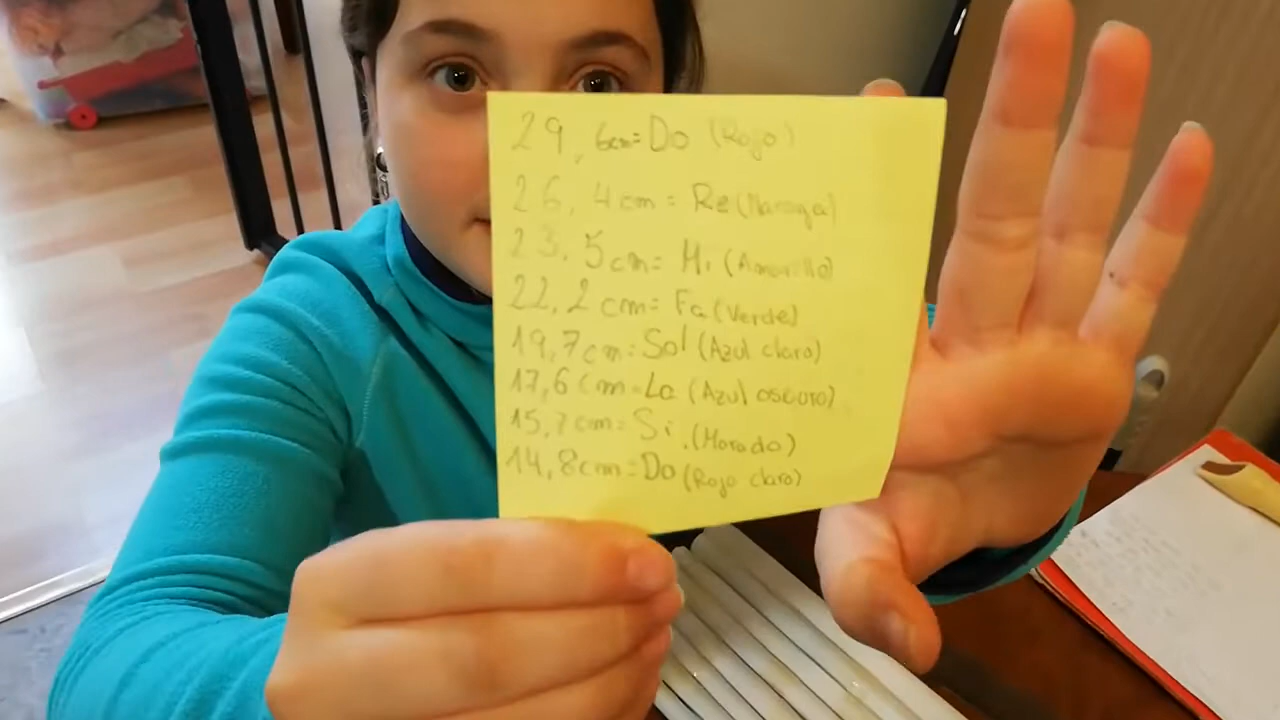 29,6cm=Do (Rojo)
26,4cm= Re(Naranja)
23,5cm= Mi (Amarillo)
22,2cm= Fa(Verde)
19,7cm=Sol (Azul claro)
17,6cm=La (Azul oscuro)
15,7cm= Si (Morado)
14,8cm=Do (Rojo claro)